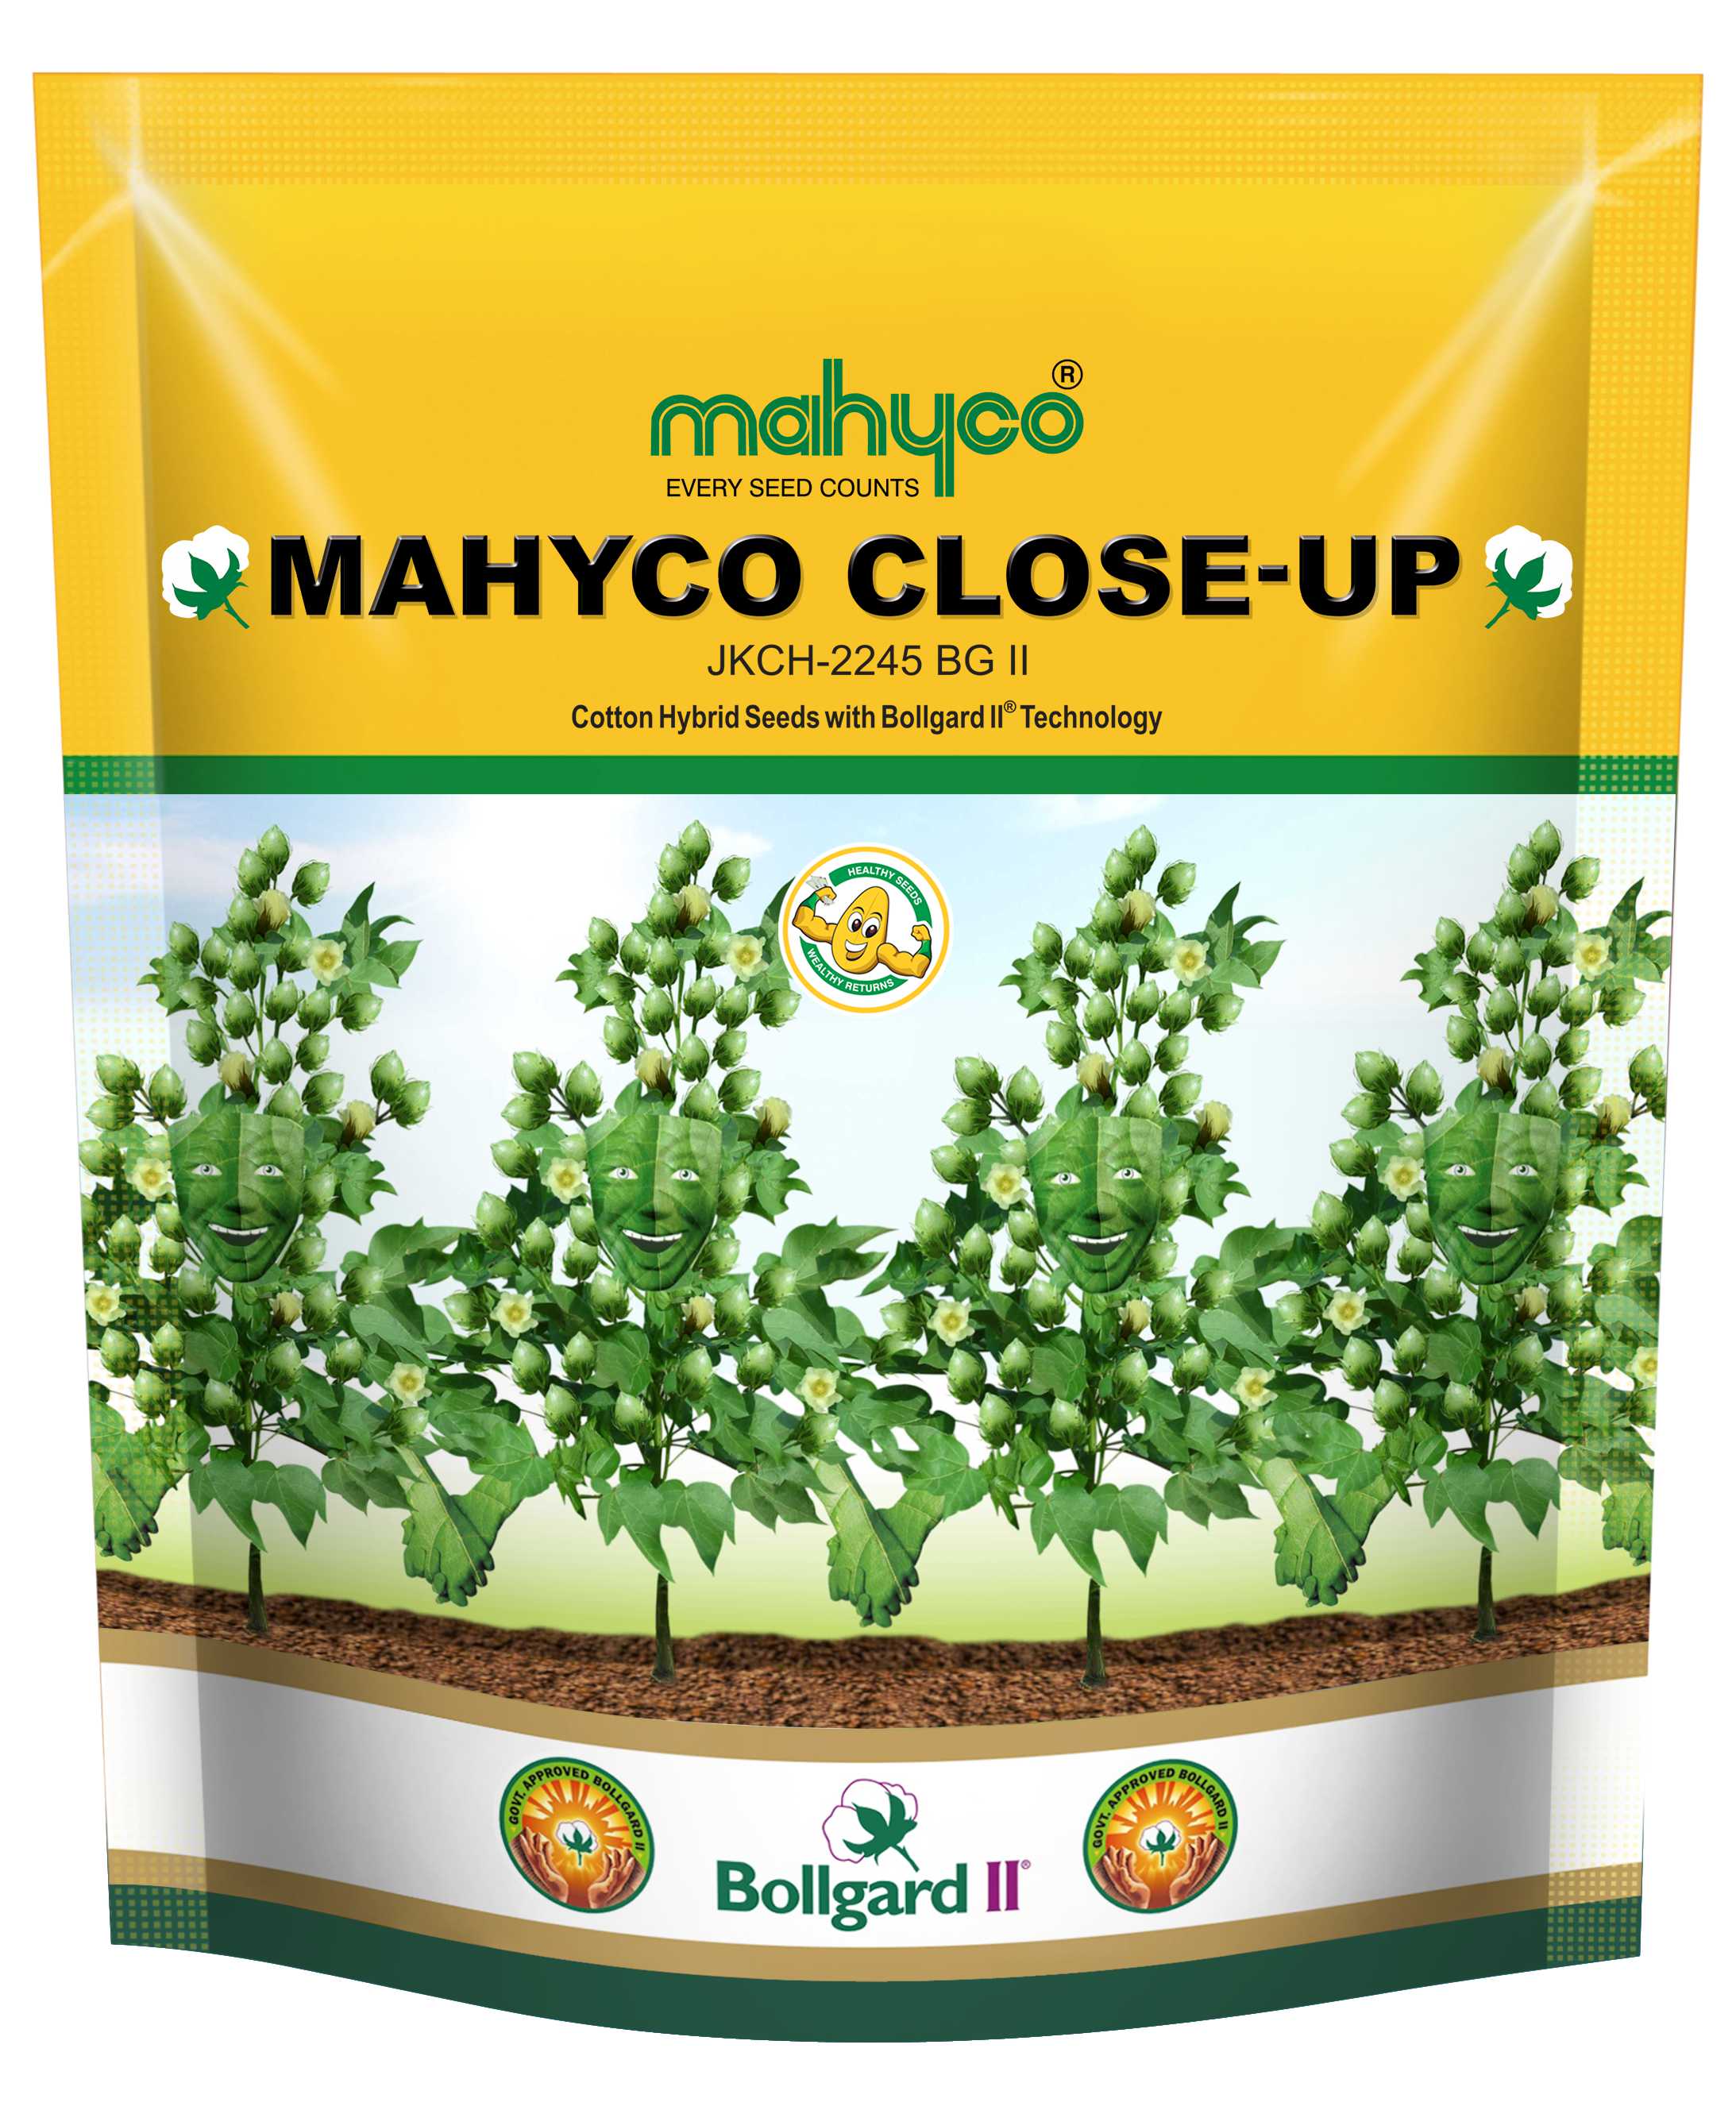 mahyco®
EVERY SEED COUNTS
MAHYCO CLOSE-UP
JKCH-2245 BG II
Cotton Hybrid Seeds with Bollgard II® Technology
HEALTHY SEEDS
WEALTHY RETURNS
GOVT. APPROVED BOLLGARD II
Bollgard II®
GOVT. APPROVED BOLLGARD II